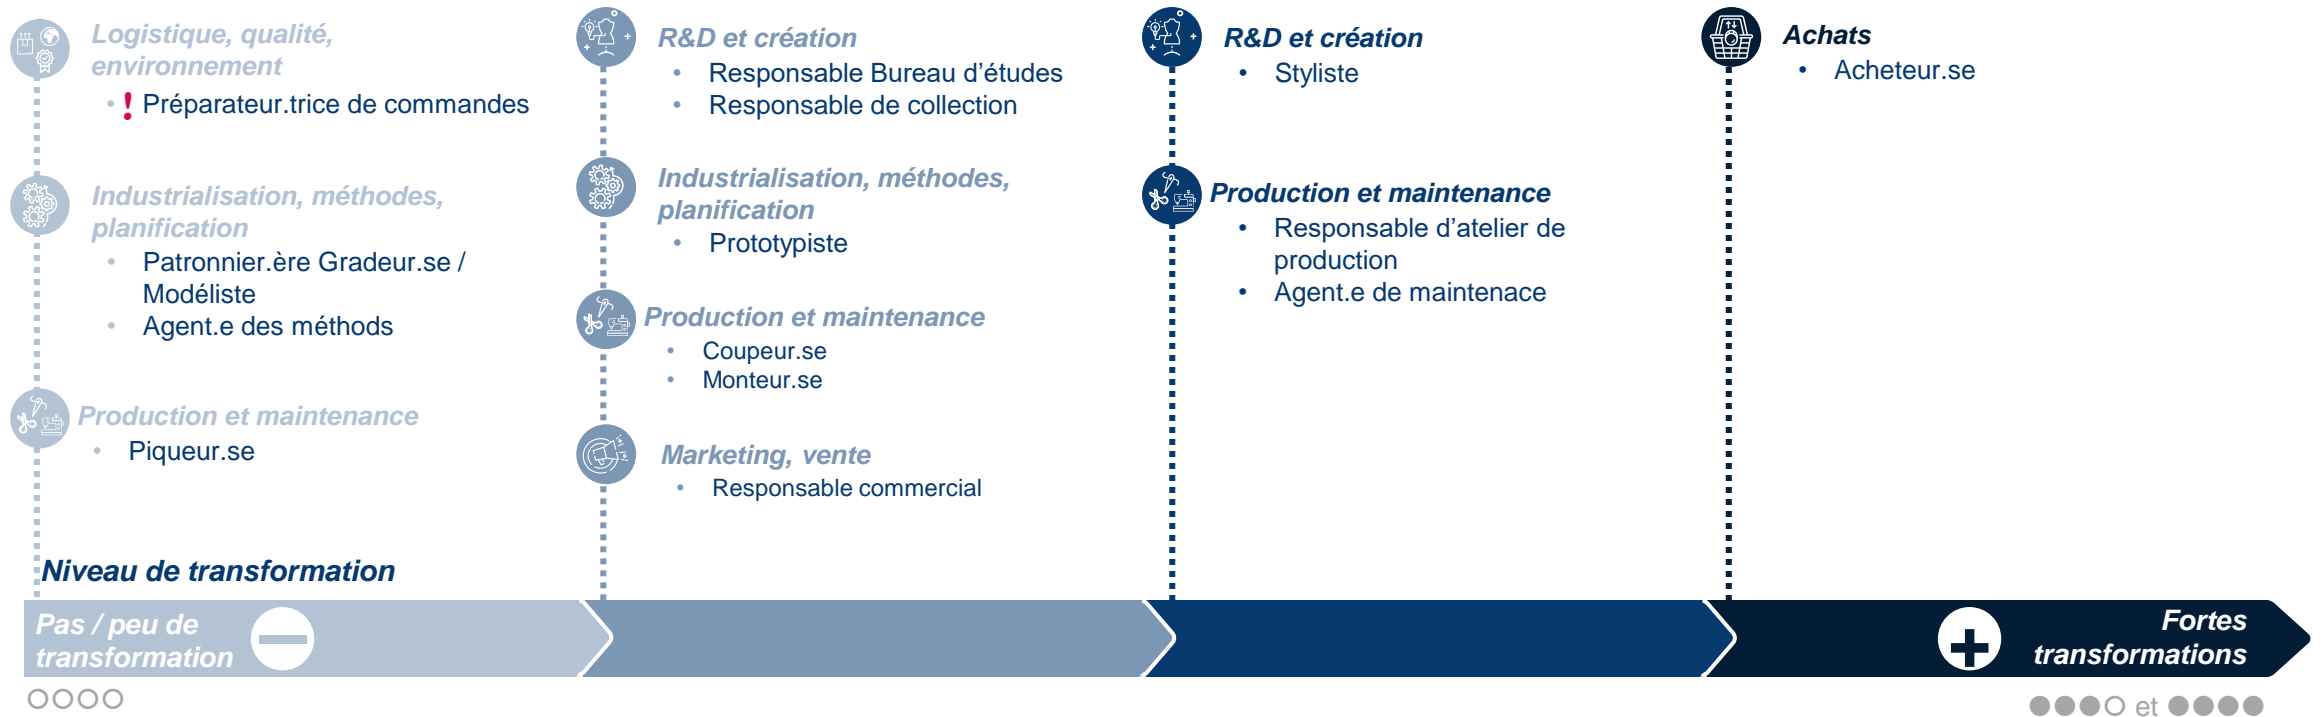 Logistique, qualité,
environnement
• ! Préparateur.trice de commandes
Industrialisation, méthodes,
planification
• Patronnier.ère Gradeur.se /
Modéliste
• Agent.e des méthods
Production et maintenance
• Piqueur.se
R&D et création
• Responsable Bureau d’études
• Responsable de collection
Industrialisation, méthodes,
planification
• Prototypiste
Production et maintenance
• Coupeur.se
• Monteur.se
Marketing, vente
• Responsable commercial
R&D et création
• Styliste
Production et maintenance
• Responsable d’atelier de
production
• Agent.e de maintenace
Achats
• Acheteur.se
Niveau de transformation
Pas / peu de
transformation
Fortes
transformations
et